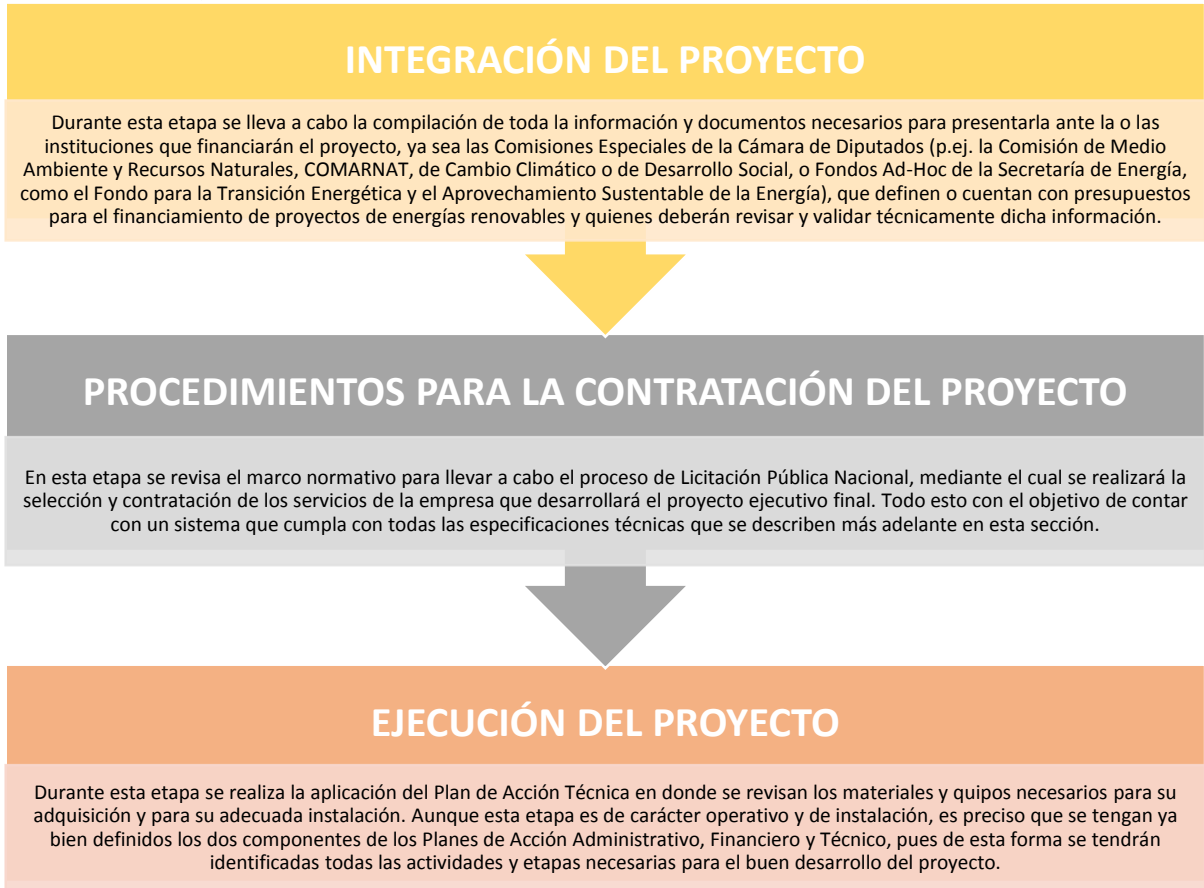 INTEGRACIÓN DEL PROYECTO
Durante esta etapa se lleva a cabo la compilación de toda la información y documentos necesarios para presentarla ante la o las
instituciones que financiarán el proyecto, ya sea las Comisiones Especiales de la Cámara de Diputados (p.ej. la Comisión de Medio
Ambiente y Recursos Naturales, COMARNAT, de Cambio Climático o de Desarrollo Social, o Fondos Ad-Hoc de la Secretaría de Energía,
como el Fondo para la Transición Energética y el Aprovechamiento Sustentable de la Energía), que definen o cuentan con presupuestos
para el financiamiento de proyectos de energías renovables y quienes deberán revisar y validar técnicamente dicha información.
PROCEDIMIENTOS PARA LA CONTRATACIÓN DEL PROYECTO
En esta etapa se revisa el marco normativo para llevar a cabo el proceso de Licitación Pública Nacional, mediante el cual se realizará la
selección y contratación de los servicios de la empresa que desarrollará el proyecto ejecutivo final. Todo esto con el objetivo de contar
con un sistema que cumpla con todas las especificaciones técnicas que se describen más adelante en esta sección.
EJECUCIÓN DEL PROYECTO
Durante esta etapa se realiza la aplicación del Plan de Acción Técnica en donde se revisan los materiales y quipos necesarios para su
adquisición y para su adecuada instalación. Aunque esta etapa es de carácter operativo y de instalación, es preciso que se tengan ya
bien definidos los dos componentes de los Planes de Acción Administrativo, Financiero y Técnico, pues de esta forma se tendrán
identificadas todas las actividades y etapas necesarias para el buen desarrollo del proyecto.